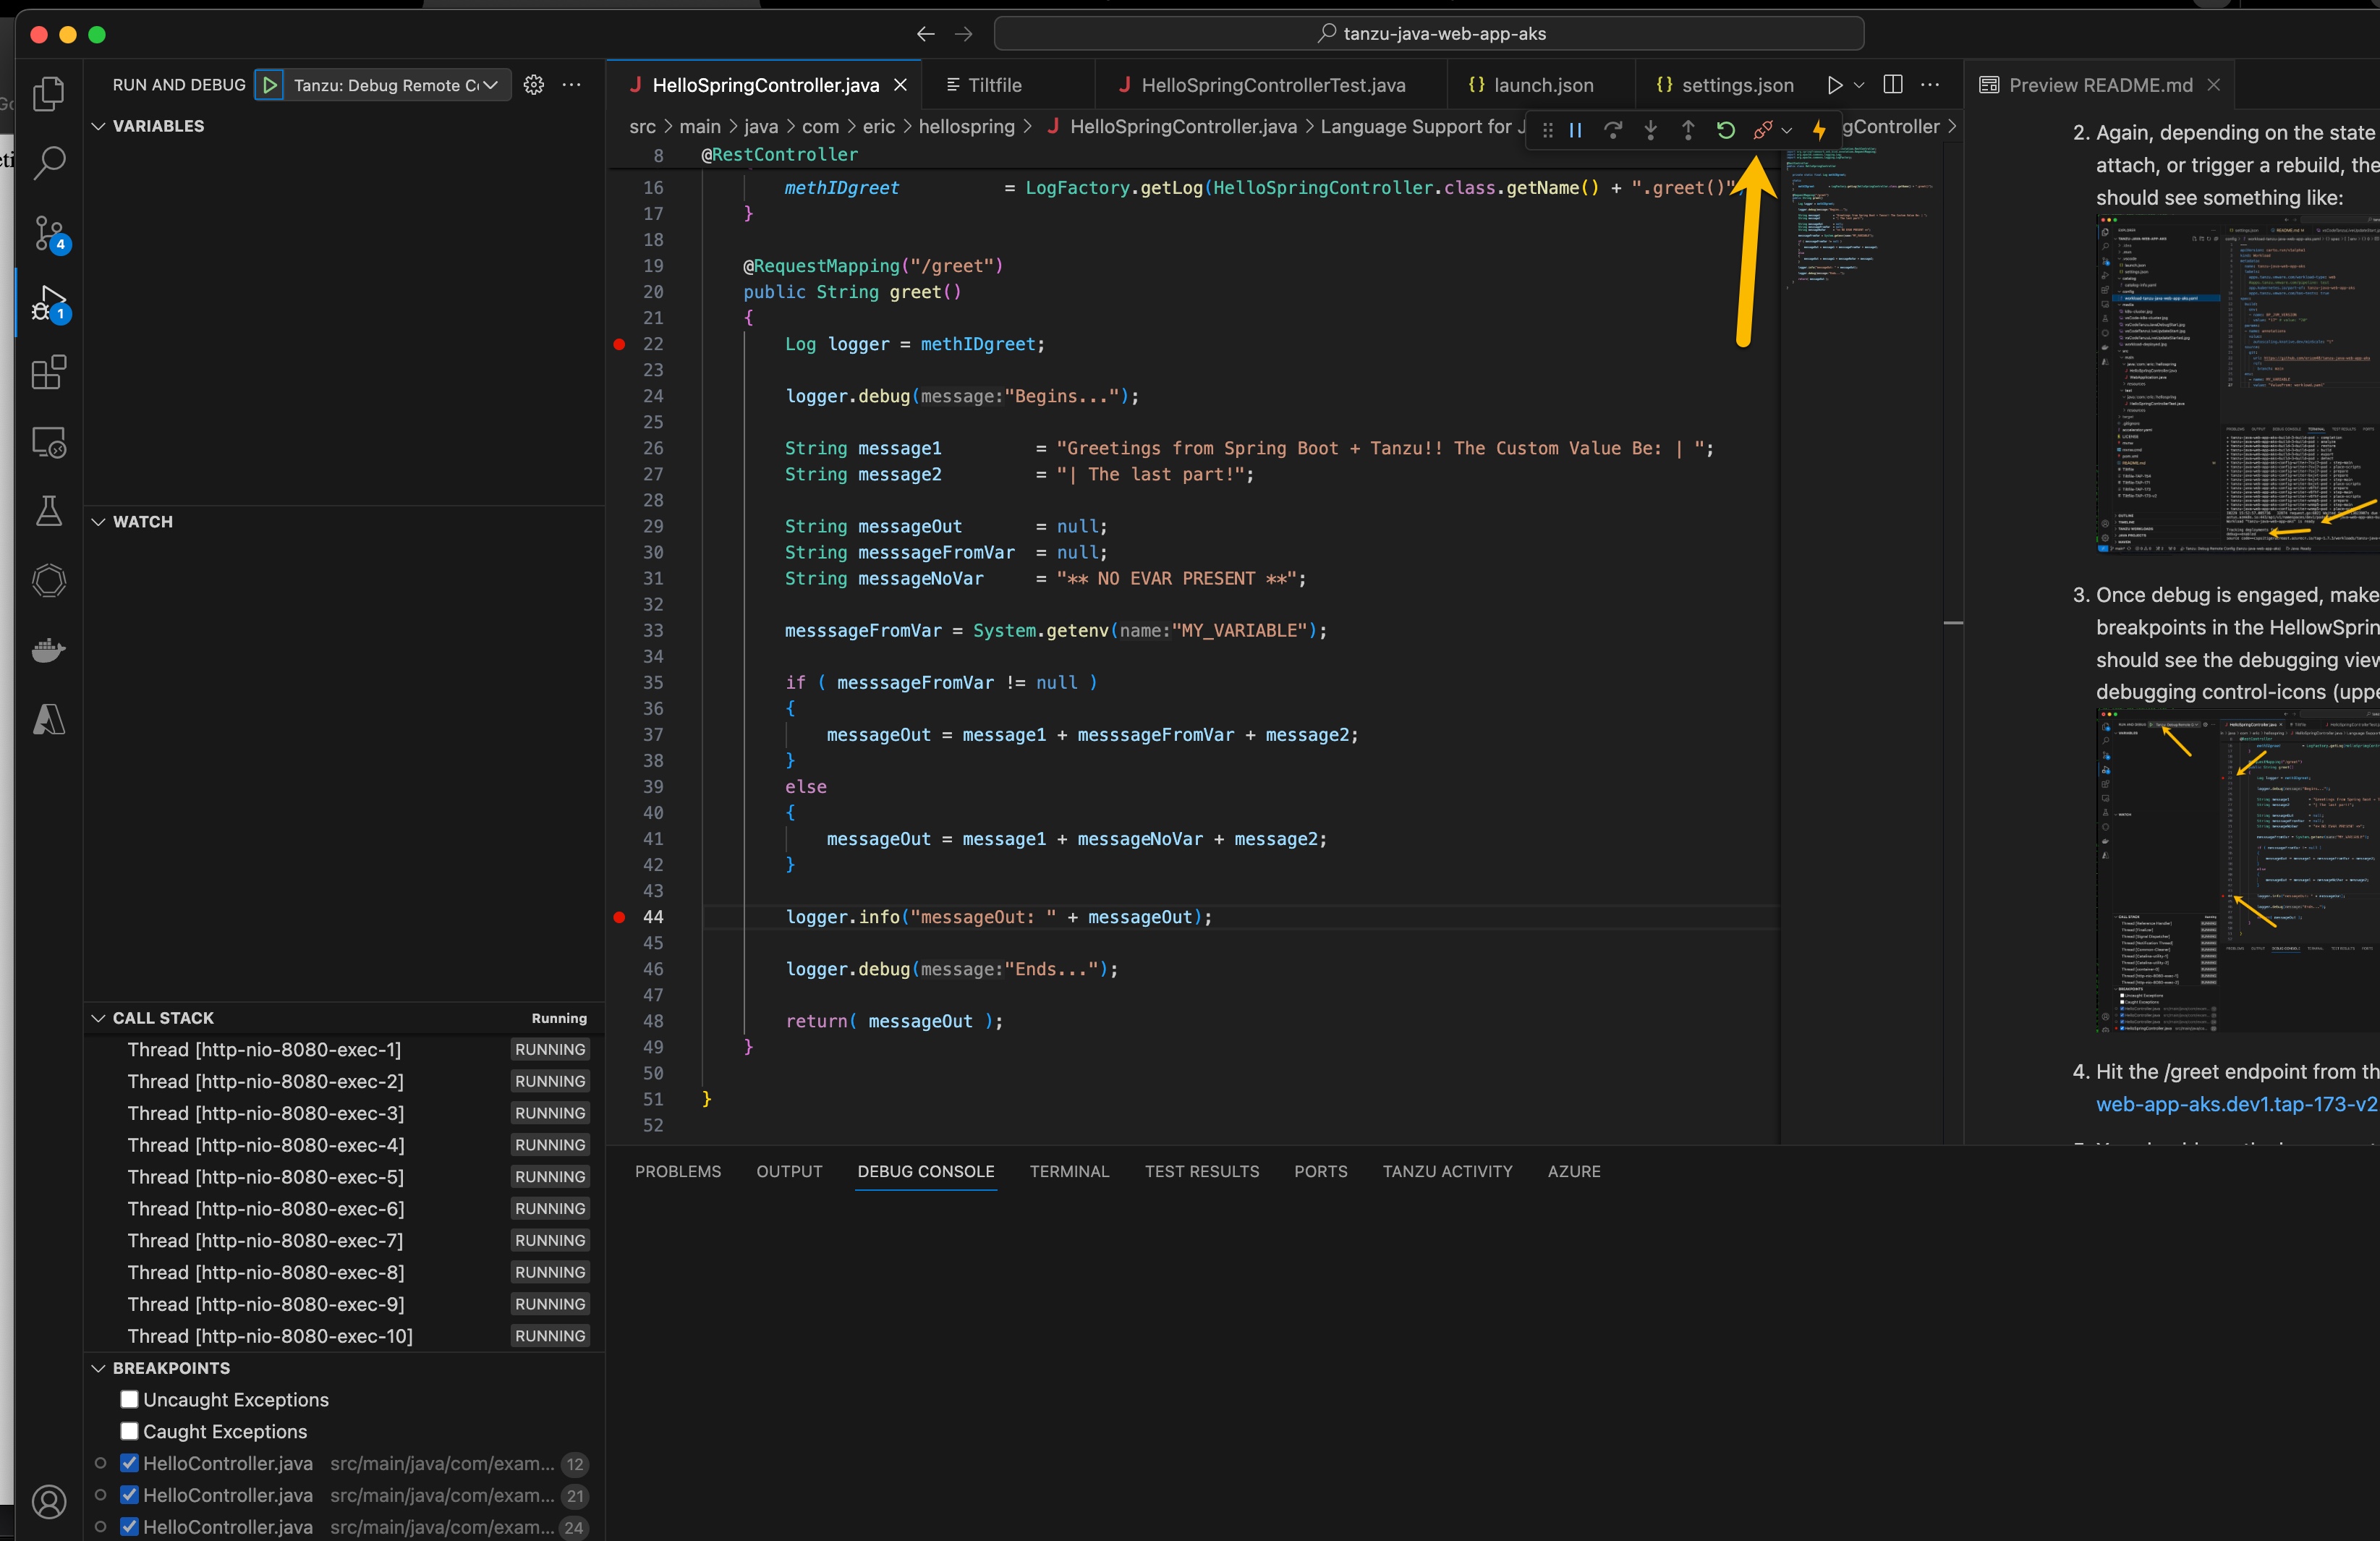 tanzu-java-web-app-aks
RUN AND DEBUG
Tanzu: Debug Remote C
HelloSpringController.java
Tiltfile
HelloSpringControllerTest.java
{} launch.json
{} settings.json
Preview README.md
VARIABLES
src > main > java > com > eric > hellospring > HelloSpringController.java > Language Support for J
gController >
8 @RestController
16 methIDgreet = LogFactory.getLog(HelloSpringController.class.getName() + ".greet()"
17 }
18
19 @RequestMapping("/greet")
20 public String greet()
21 {
22 Log logger = methIDgreet;
23
24 logger.debug(message:"Begins...");
25
26 String message1 = "Greetings from Spring Boot + Tanzu!! The Custom Value Be: | ";
27 String message2 = "| The last part!";
28
29 String messageOut = null;
30 String messsageFromVar = null;
31 String messageNoVar = "** NO EVAR PRESENT **";
32
33 messsageFromVar = System.getenv(name:"MY_VARIABLE");
34
35 if ( messsageFromVar != null )
36 {
37 messageOut = message1 + messsageFromVar + message2;
38 }
39 else
40 {
41 messageOut = message1 + messageNoVar + message2;
42 }
43
44 logger.info("messageOut: " + messageOut);
45
46 logger.debug(message:"Ends...");
47
48 return( messageOut );
49 }
50
51 }
52
4
1
WATCH
CALL STACK Running
Thread [http-nio-8080-exec-1] RUNNING
Thread [http-nio-8080-exec-2] RUNNING
Thread [http-nio-8080-exec-3] RUNNING
Thread [http-nio-8080-exec-4] RUNNING
Thread [http-nio-8080-exec-5] RUNNING
Thread [http-nio-8080-exec-6] RUNNING
Thread [http-nio-8080-exec-7] RUNNING
Thread [http-nio-8080-exec-8] RUNNING
Thread [http-nio-8080-exec-9] RUNNING
Thread [http-nio-8080-exec-10] RUNNING
BREAKPOINTS
Uncaught Exceptions
Caught Exceptions
HelloController.java src/main/java/com/exam... 12
HelloController.java src/main/java/com/exam... 21
HelloController.java src/main/java/com/exam... 24
PROBLEMS OUTPUT DEBUG CONSOLE TERMINAL TEST RESULTS PORTS TANZU ACTIVITY AZURE
2. Again, depending on the state
attach, or trigger a rebuild, the
should see something like:
3. Once debug is engaged, make
breakpoints in the HellowSprin
should see the debugging view
debugging control-icons (uppe
4. Hit the /greet endpoint from th
web-app-aks.dev1.tap-173-v2